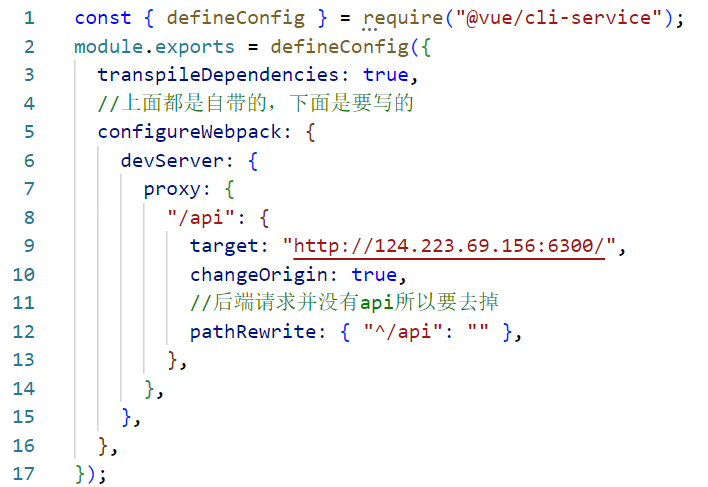 1 const { defineConfig } = require("@vue/cli-service");
2 module.exports = defineConfig({
3   transpileDependencies: true,
4   //上面都是自带的，下面是要写的
5   configureWebpack: {
6     devServer: {
7       proxy: {
8         "/api": {
9           target: "http://124.223.69.156:6300/",
10           changeOrigin: true,
11           //后端请求并没有api所以要去掉
12           pathRewrite: { "^/api": "" },
13         },
14       },
15     },
16   },
17 });